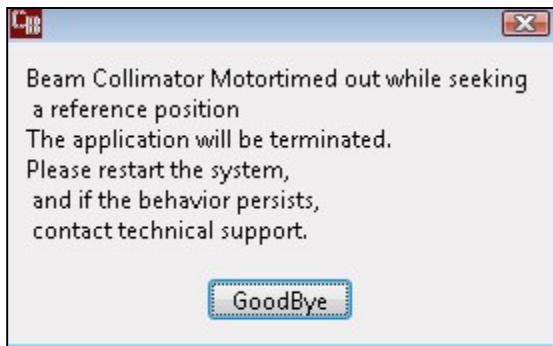 Beam Collimator Motortimed out while seeking
a reference position
The application will be terminated.
Please restart the system,
and if the behavior persists,
contact technical support.
GoodBye